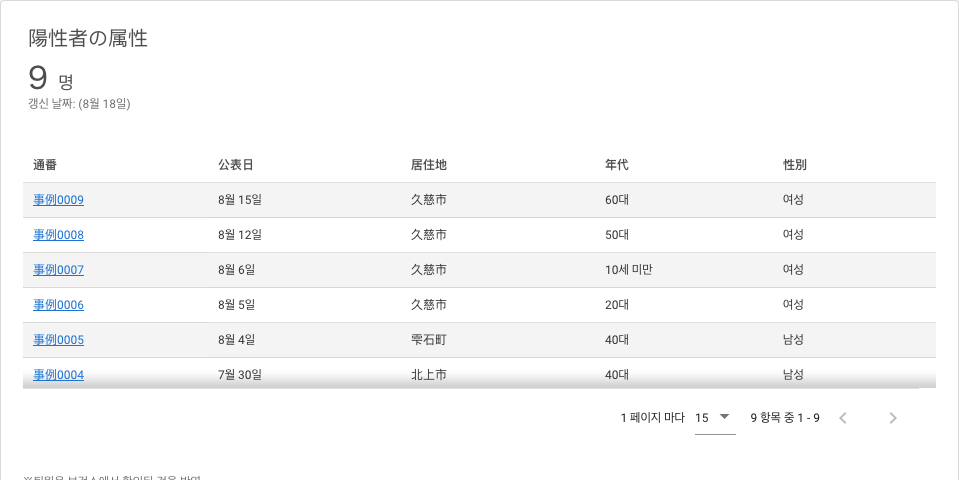 陽性者の属性
9 명
갱신 날짜: (8월 18일)
通番 公表日 居住地 年代 性別
事例0009 8월 15일 久慈市 60대 여성
事例0008 8월 12일 久慈市 50대 여성
事例0007 8월 6일 久慈市 10세 미만 여성
事例0006 8월 5일 久慈市 20대 여성
事例0005 8월 4일 雫石町 40대 남성
事例0004 7월 30일 北上市 40대 남성
1 페이지 마다 15 9 항목 중 1 - 9